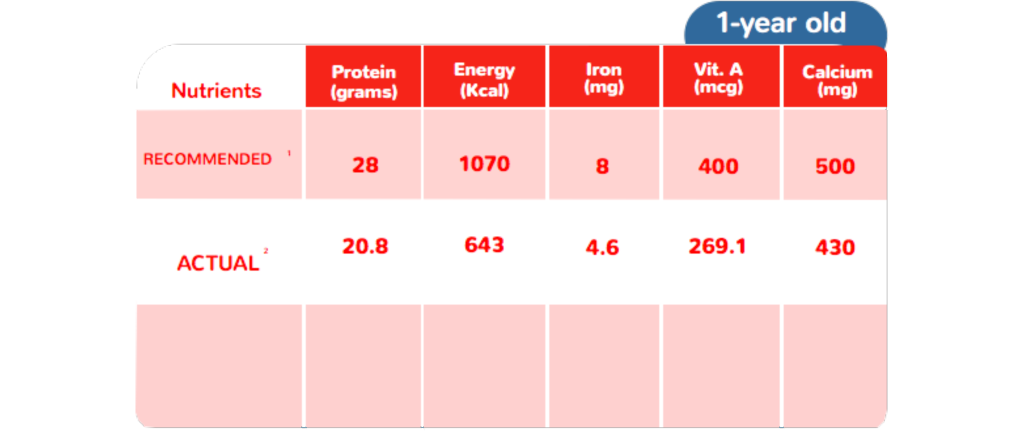 1-year old
Nutrients Protein (grams) Energy (Kcal) Iron (mg) Vit. A (mcg) Calcium (mg)
RECOMMENDED 1 28 1070 8 400 500
ACTUAL 2 20.8 643 4.6 269.1 430